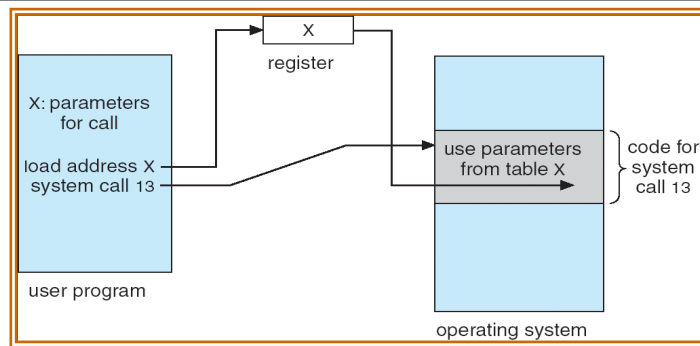 X
register
X: parameters
for call
load address X
system call 13
user program
use parameters
from table X
code for
system
call 13
operating system